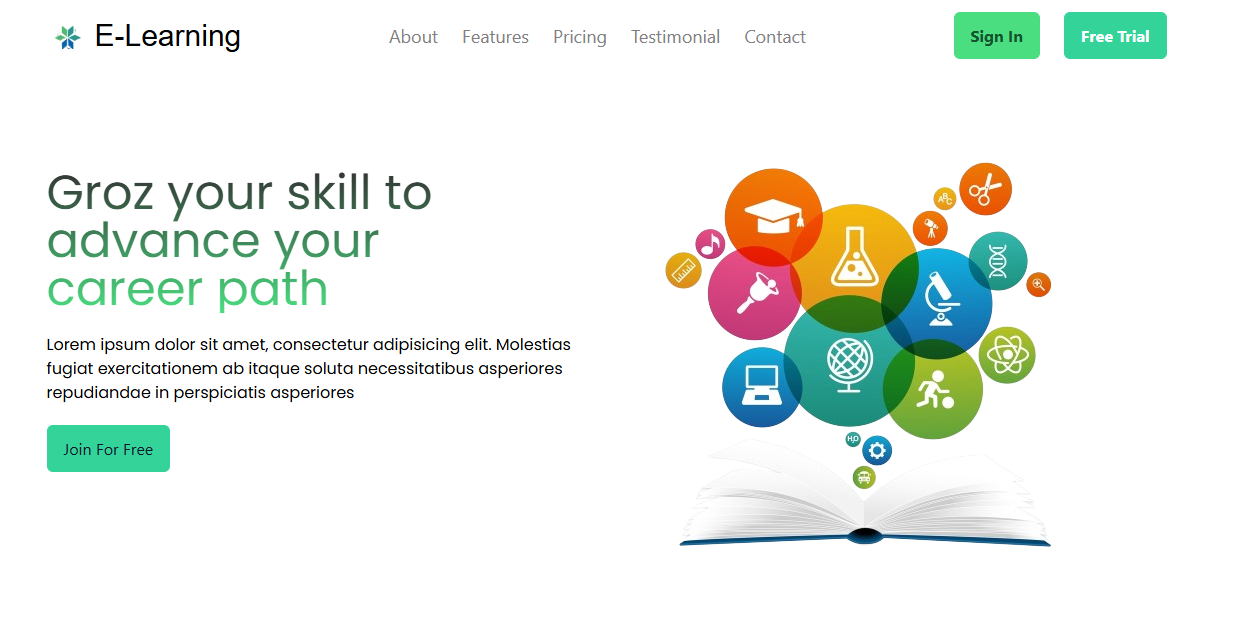 E-Learning
About Features Pricing Testimonial Contact
Sign In
Free Trial
Groz your skill to
advance your
career path
Lorem ipsum dolor sit amet, consectetur adipisicing elit. Molestias
fugiat exercitationem ab itaque soluta necessitatibus asperiores
repudiandae in perspiciatis asperiores
Join For Free
ABC
H₂O